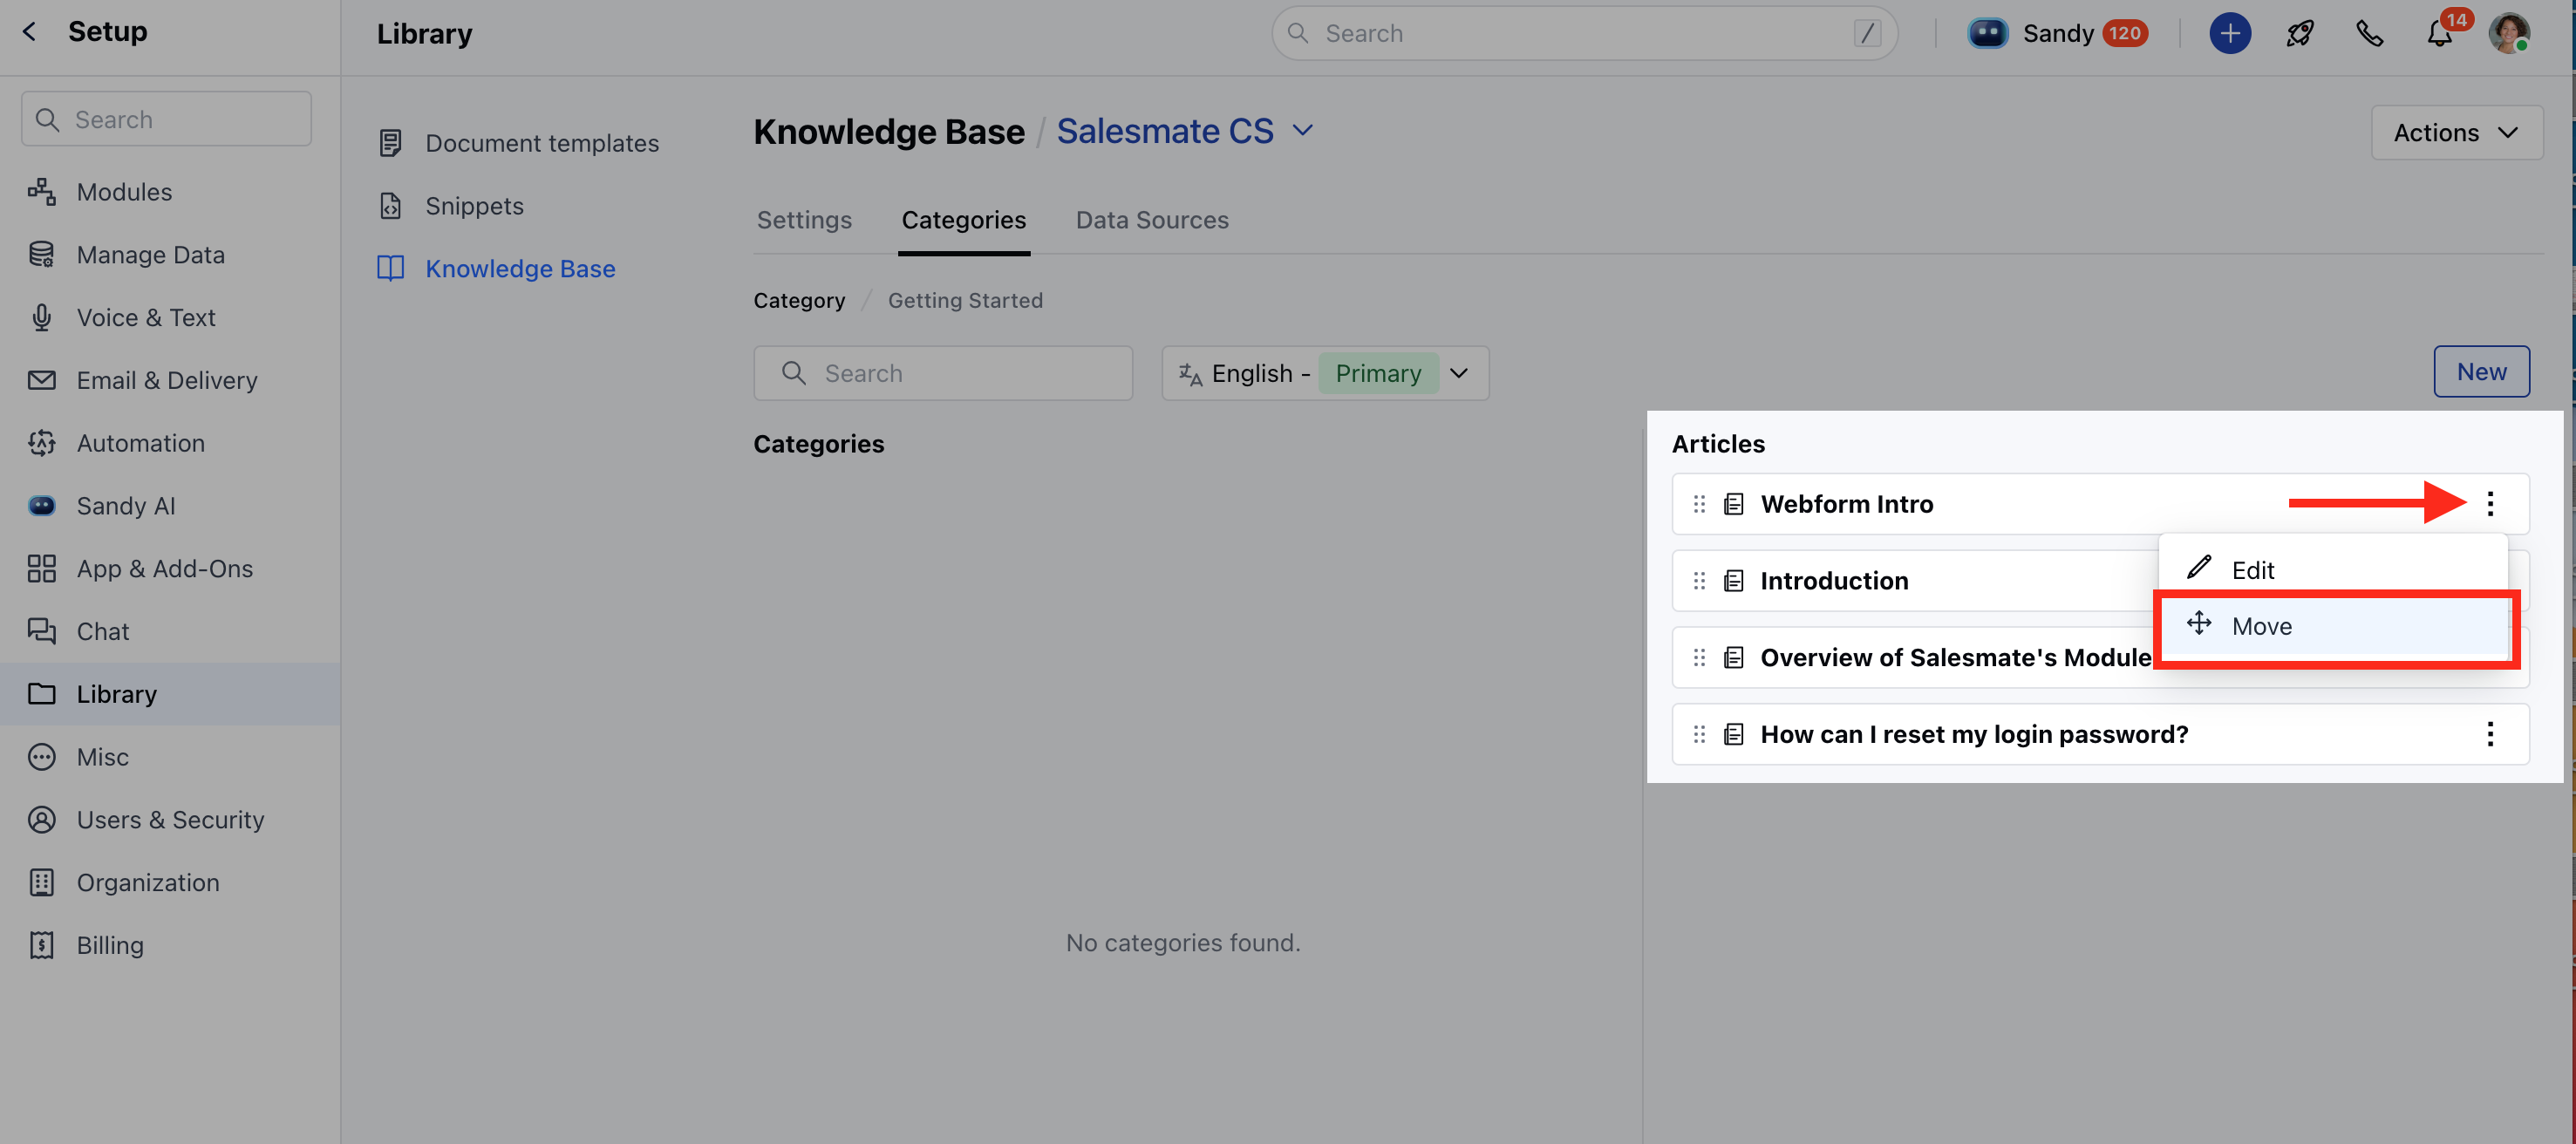 Setup
Library
Search
/
Sandy 120
14
Search
Modules
Manage Data
Voice & Text
Email & Delivery
Automation
Sandy AI
App & Add-Ons
Chat
Library
Misc
Users & Security
Organization
Billing
Document templates
Snippets
Knowledge Base
Knowledge Base / Salesmate CS
Actions
Settings
Categories
Data Sources
Category / Getting Started
Search
English - Primary
New
Categories
No categories found.
Articles
Webform Intro
Edit
Introduction
Move
Overview of Salesmate's Module
How can I reset my login password?